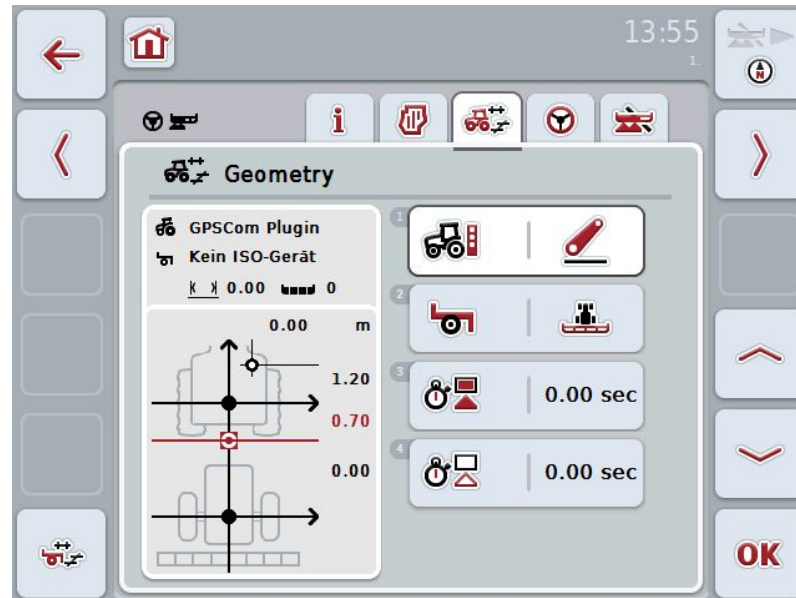 13:55
1.
N
i
Geometry
GPSCom Plugin
Kein ISO-Gerät
0.00 0
0.00 m
1.20
0.70
0.00
1
2
3
0.00 sec
4
0.00 sec
OK